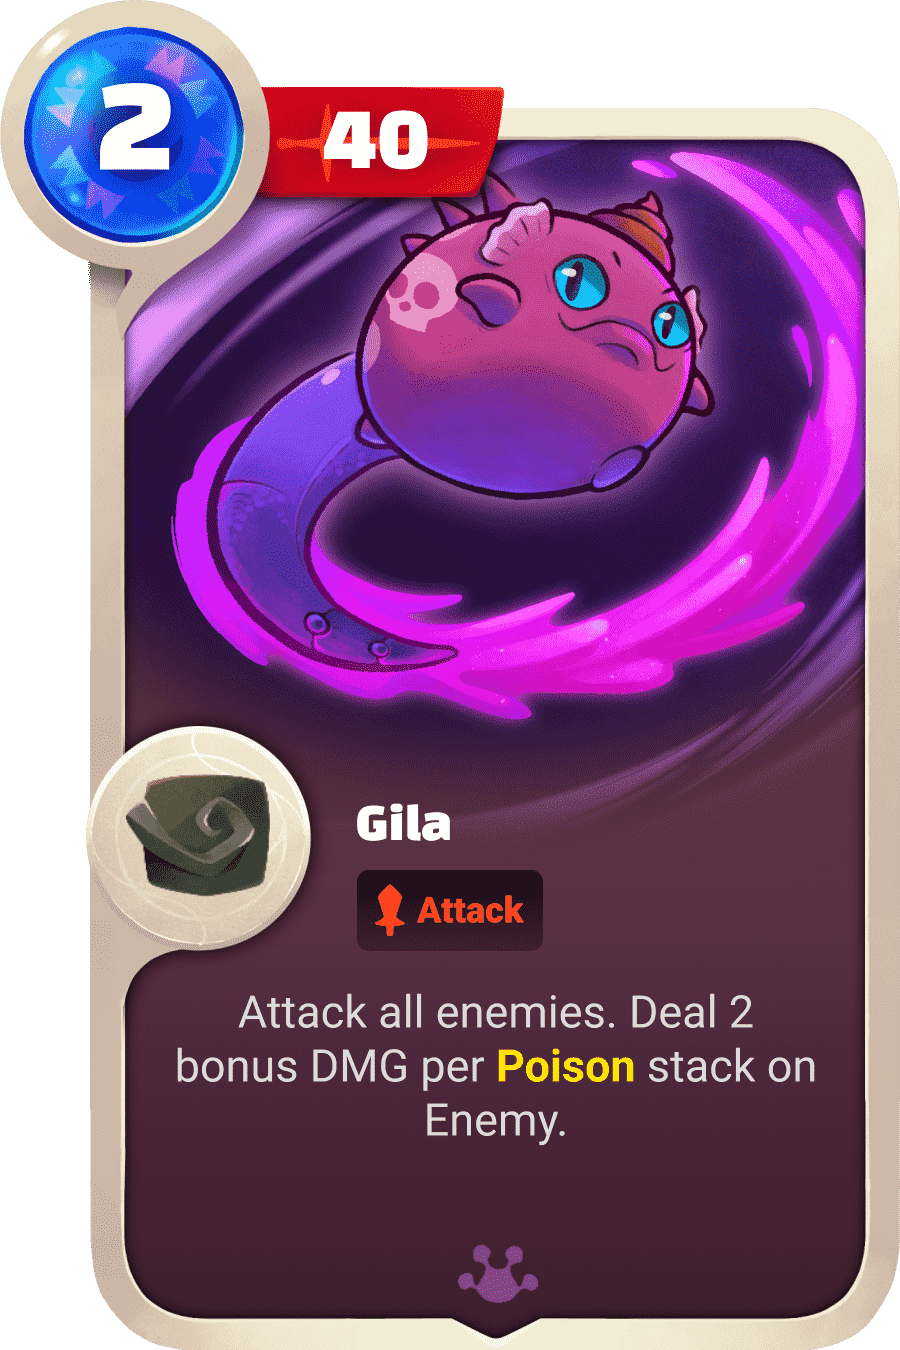 2
40
Gila
Attack
Attack all enemies. Deal 2
bonus DMG per Poison stack on
Enemy.